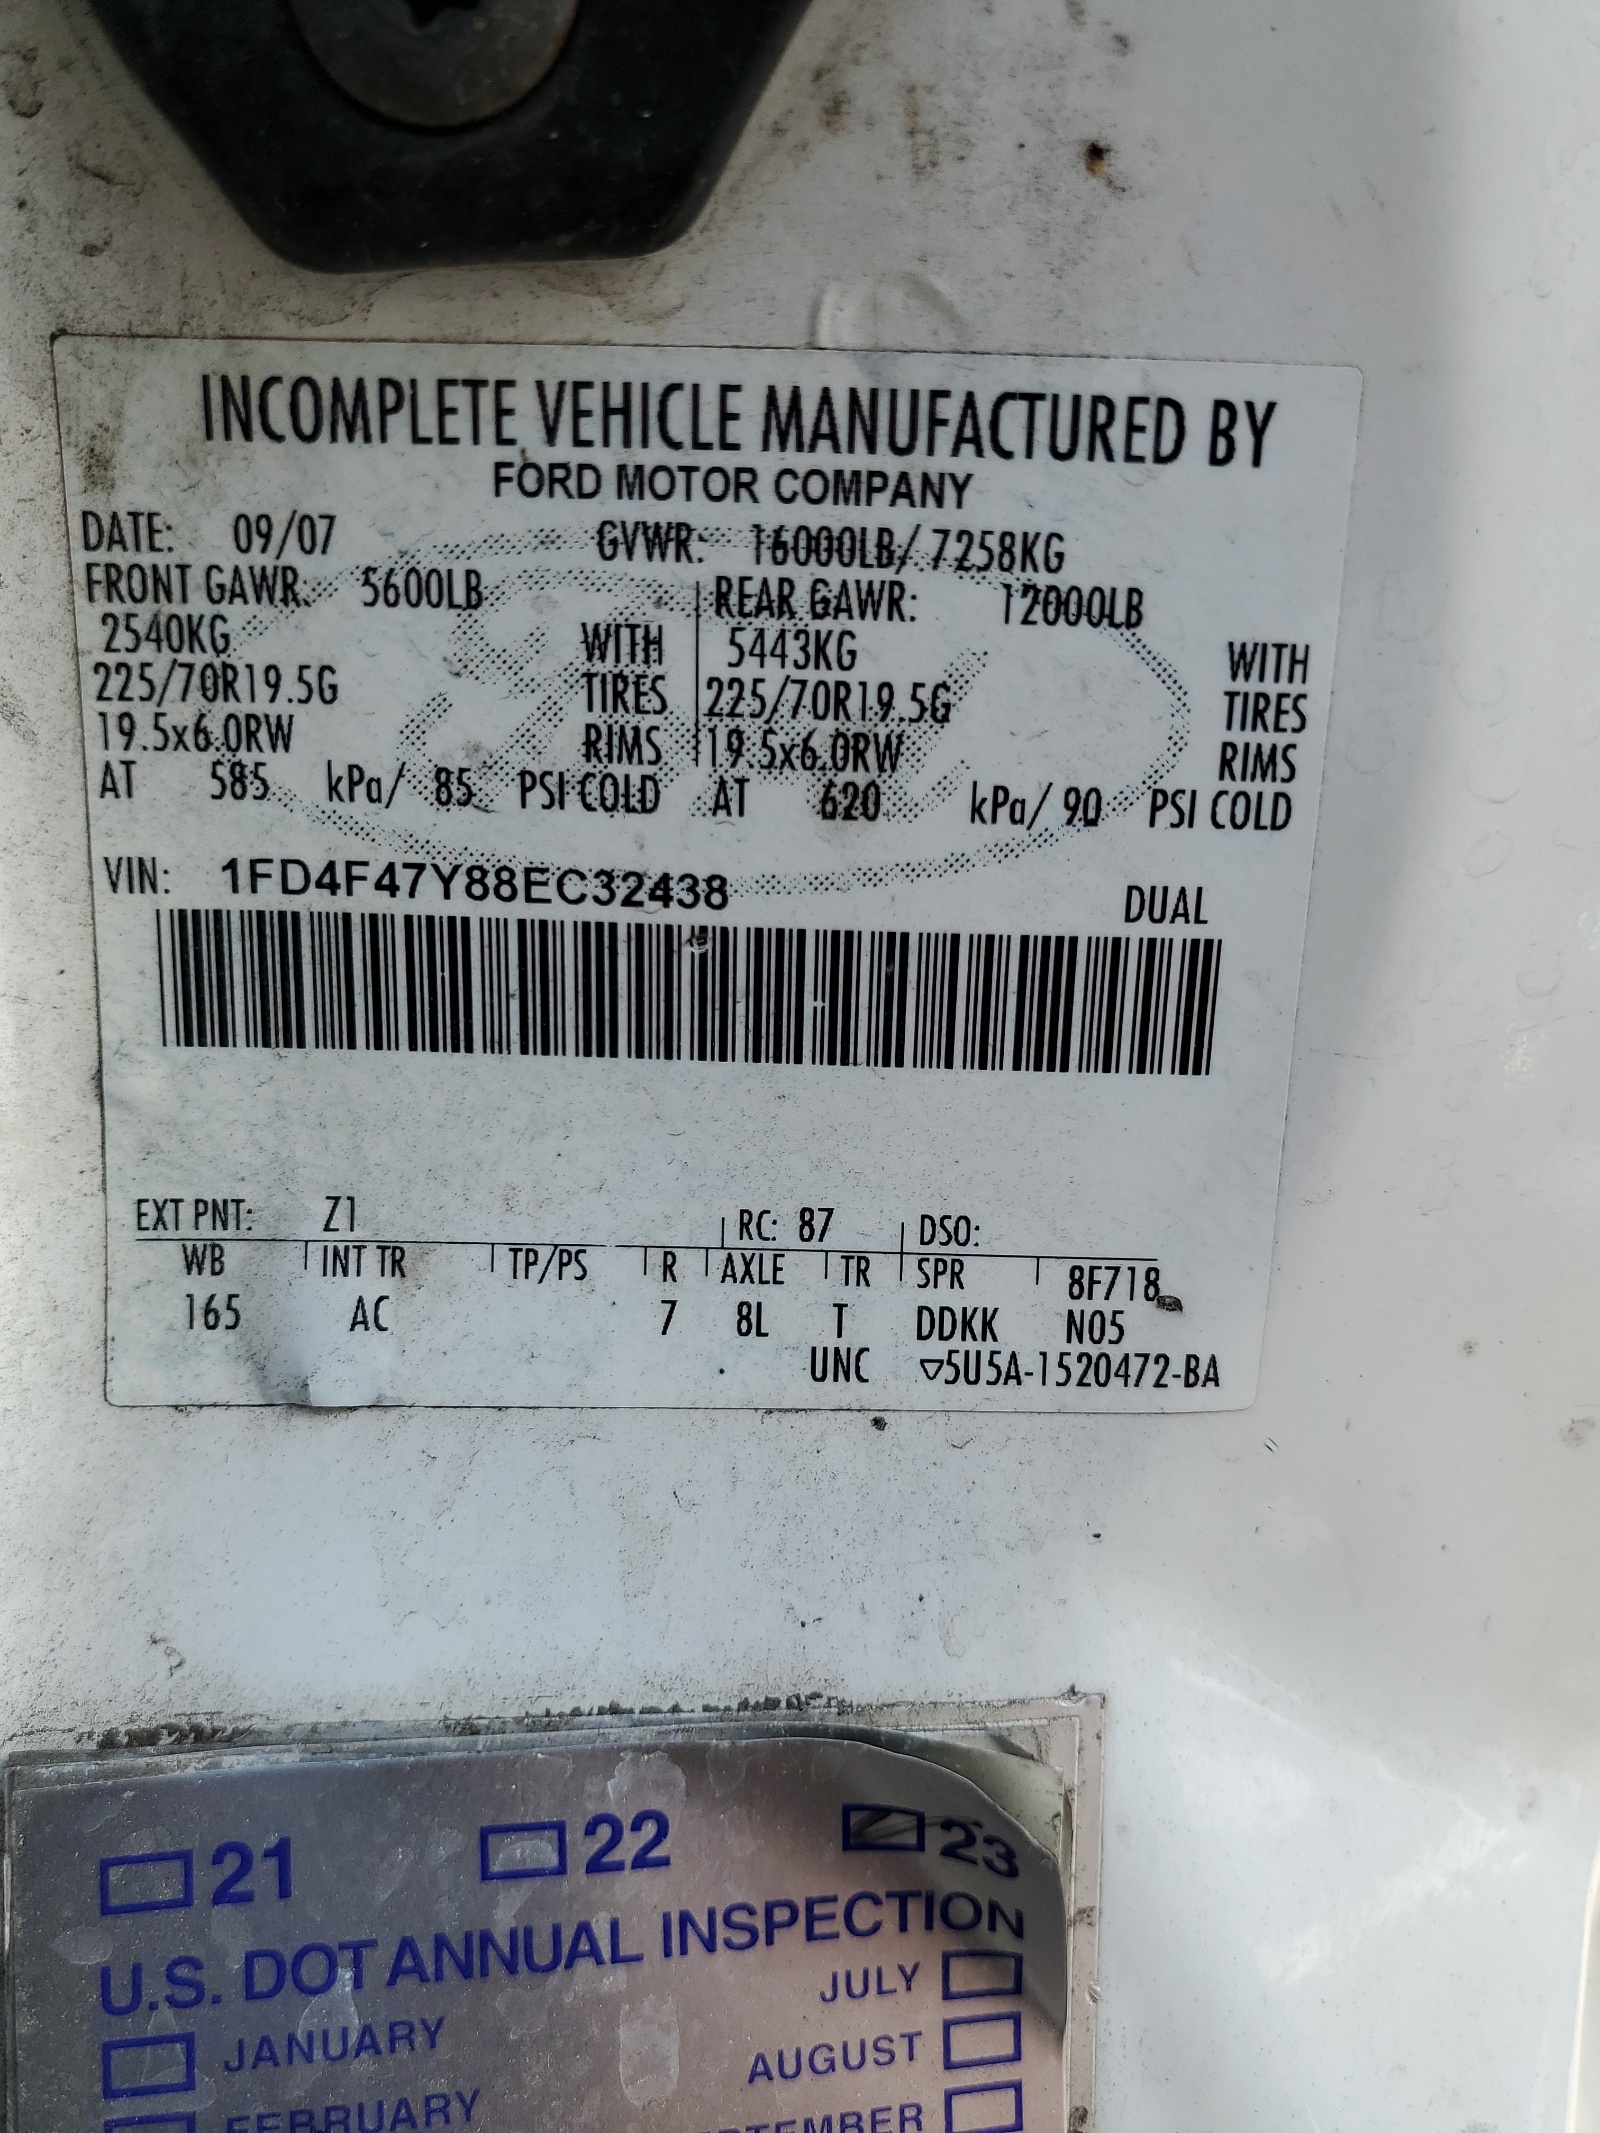 INCOMPLETE VEHICLE MANUFACTURED BY
FORD MOTOR COMPANY
DATE: 09/07 GVWR: 16000LB/ 7258KG
FRONT GAWR: 5600LB REAR GAWR: 12000LB
2540KG WITH 5443KG WITH
225/70R19.5G TIRES 225/70R19.5G TIRES
19.5x6.0RW RIMS 19.5x6.0RW RIMS
AT 585 kPa/ 85 PSI COLD AT 620 kPa/ 90 PSI COLD
VIN: 1FD4F47Y88EC32438
DUAL
EXT PNT: Z1 RC: 87 DSO:
WB INT TR TP/PS R AXLE TR SPR 8F718
165 AC 7 8L T DDKK N05
UNC ▽5U5A-1520472-BA
21 22 23
U.S. DOT ANNUAL INSPECTION
JULY
JANUARY
AUGUST
FEBRUARY